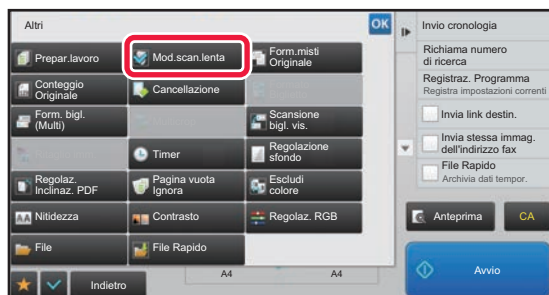 Altri
OK
Prepar.lavoro
Mod.scan.lenta
Form.misti
Originale
Conteggio
Originale
Cancellazione
Form. bigl.
(Multi)
Scansione
bigl. vis.
Timer
Regolazione
sfondo
Regolaz.
Inclinaz. PDF
Pagina vuota
Ignora
Escludi
colore
AA Nitidezza
Contrasto
Regolaz. RGB
File
File Rapido
Indietro
A4
A4
Invio cronologia
Richiama numero
di ricerca
Registraz. Programma
Registra impostazioni correnti
Invia link destin.
Invia stessa immag.
dell'indirizzo fax
File Rapido
Archivia dati tempor.
Anteprima
CA
Avvio